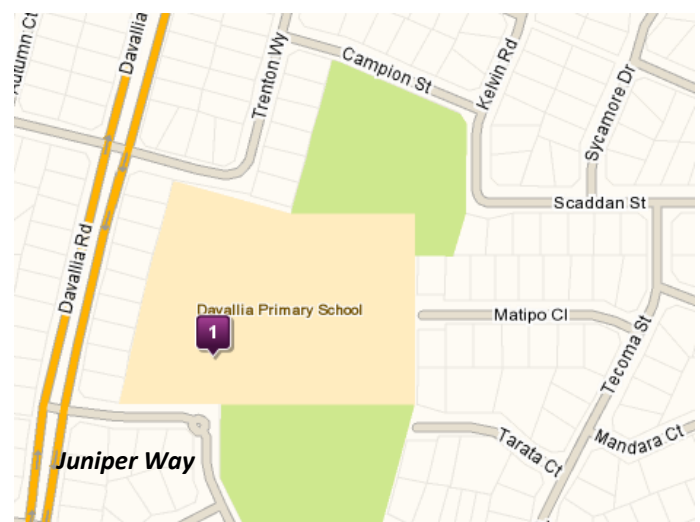 Autumn Ct
Davallia
Trenton Wy
Campion St
Kelvin Rd
Sycamore Dr
Scaddan St
Davallia Rd
Davallia Primary School
1
Matipo Cl
Tecoma St
Juniper Way
Tarata Ct
Mandara Ct